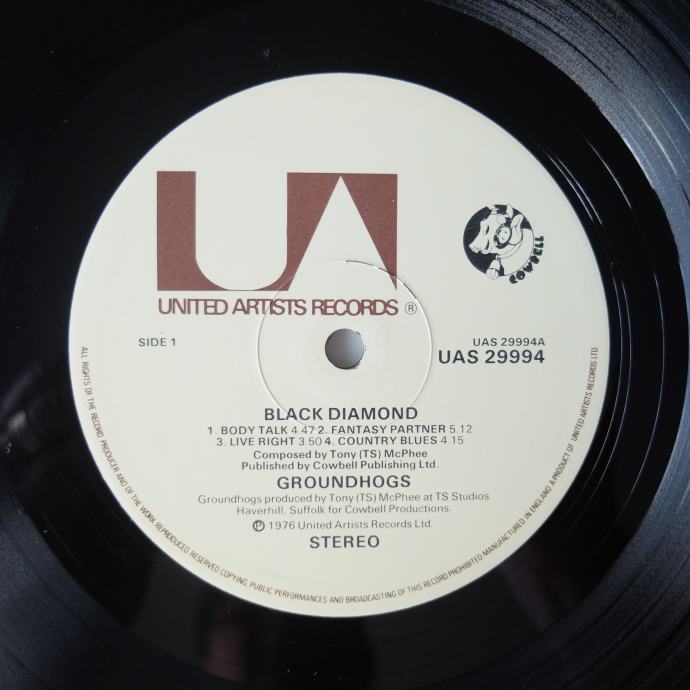 UA
UNITED ARTISTS RECORDS ®
COWBELL
SIDE 1
UAS 29994A
UAS 29994
BLACK DIAMOND
1. BODY TALK 4.47 2. FANTASY PARTNER 5.12
3. LIVE RIGHT 3.50 4. COUNTRY BLUES 4.15
Composed by Tony (TS) McPhee
Published by Cowbell Publishing Ltd.
GROUNDHOGS
Groundhogs produced by Tony (TS) McPhee at TS Studios
Haverhill, Suffolk for Cowbell Productions.
℗ 1976 United Artists Records Ltd.
STEREO
ALL RIGHTS OF THE RECORD PRODUCER AND OF THE WORK REPRODUCED RESERVED COPYING PUBLIC PERFORMANCES AND BROADCASTING OF THIS RECORD PROHIBITED MANUFACTURED IN ENGLAND A PRODUCT OF UNITED ARTISTS RECORDS LTD